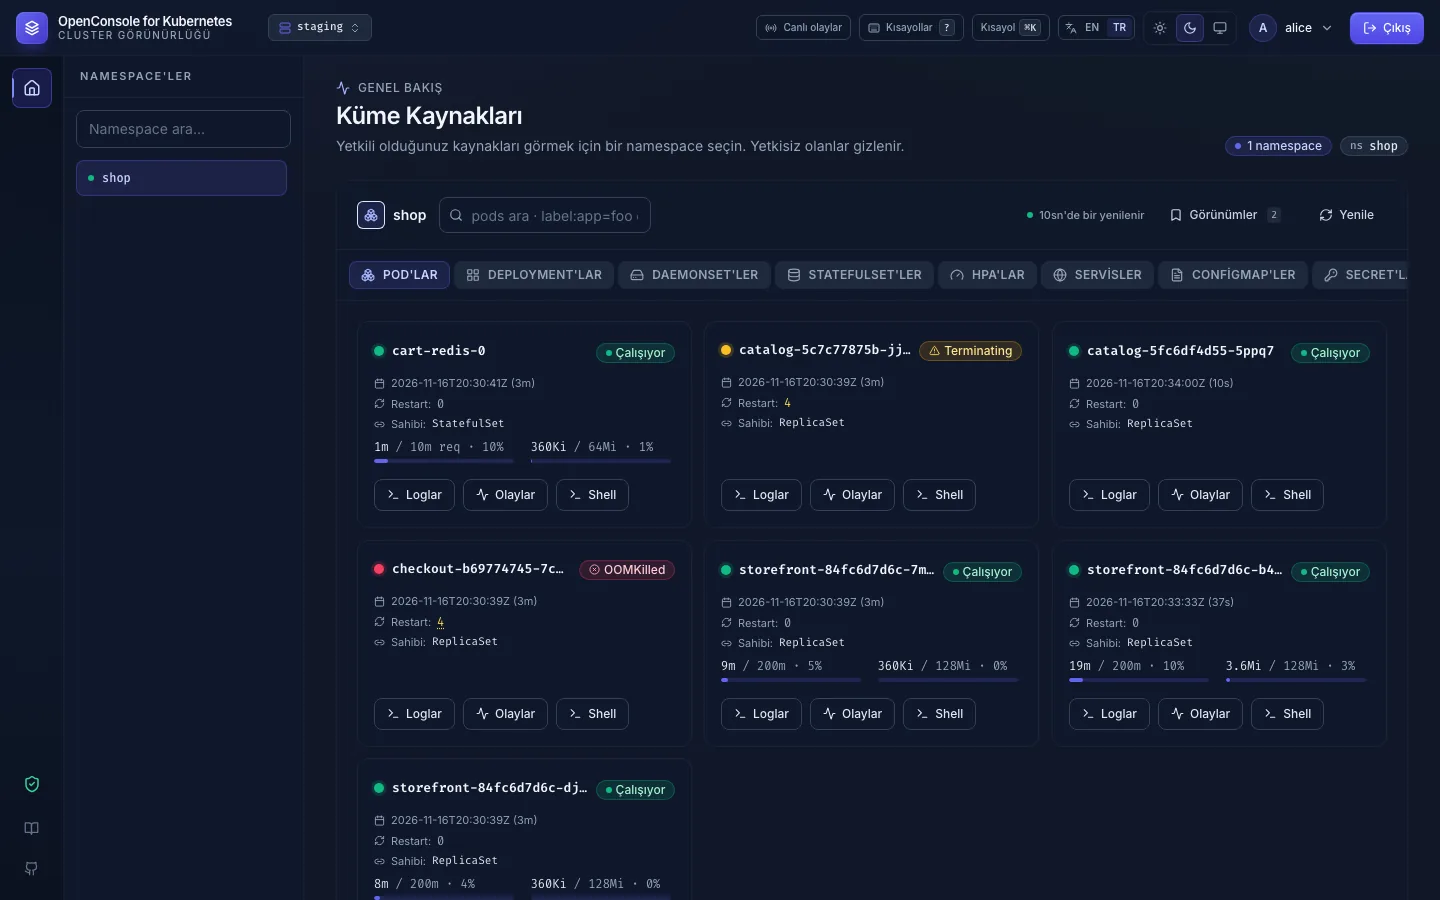 OpenConsole for Kubernetes
CLUSTER GÖRÜNÜRLÜĞÜ
staging
Canlı olaylar
Kısayollar ?
Kısayol ⌘K
EN TR
A alice
Çıkış
NAMESPACE'LER
Namespace ara...
shop
GENEL BAKIŞ
Küme Kaynakları
Yetkili olduğunuz kaynakları görmek için bir namespace seçin. Yetkisiz olanlar gizlenir.
1 namespace
ns shop
shop
pods ara · label:app=foo
10sn'de bir yenilenir
Görünümler 2
Yenile
POD'LAR
DEPLOYMENT'LAR
DAEMONSET'LER
STATEFULSET'LER
HPA'LAR
SERVİSLER
CONFİGMAP'LER
SECRET'L
cart-redis-0
Çalışıyor
2026-11-16T20:30:41Z (3m)
Restart: 0
Sahibi: StatefulSet
1m / 10m req · 10%
360Ki / 64Mi · 1%
Loglar
Olaylar
Shell
catalog-5c7c77875b-jj…
Terminating
2026-11-16T20:30:39Z (3m)
Restart: 4
Sahibi: ReplicaSet
Loglar
Olaylar
Shell
catalog-5fc6df4d55-5ppq7
Çalışıyor
2026-11-16T20:34:00Z (10s)
Restart: 0
Sahibi: ReplicaSet
Loglar
Olaylar
Shell
checkout-b69774745-7c…
OOMKilled
2026-11-16T20:30:39Z (3m)
Restart: 4
Sahibi: ReplicaSet
Loglar
Olaylar
Shell
storefront-84fc6d7d6c-7m…
Çalışıyor
2026-11-16T20:30:39Z (3m)
Restart: 0
Sahibi: ReplicaSet
9m / 200m · 5%
360Ki / 128Mi · 0%
Loglar
Olaylar
Shell
storefront-84fc6d7d6c-b4…
Çalışıyor
2026-11-16T20:33:33Z (37s)
Restart: 0
Sahibi: ReplicaSet
19m / 200m · 10%
3.6Mi / 128Mi · 3%
Loglar
Olaylar
Shell
storefront-84fc6d7d6c-dj…
Çalışıyor
2026-11-16T20:30:39Z (3m)
Restart: 0
Sahibi: ReplicaSet
8m / 200m · 4%
360Ki / 128Mi · 0%